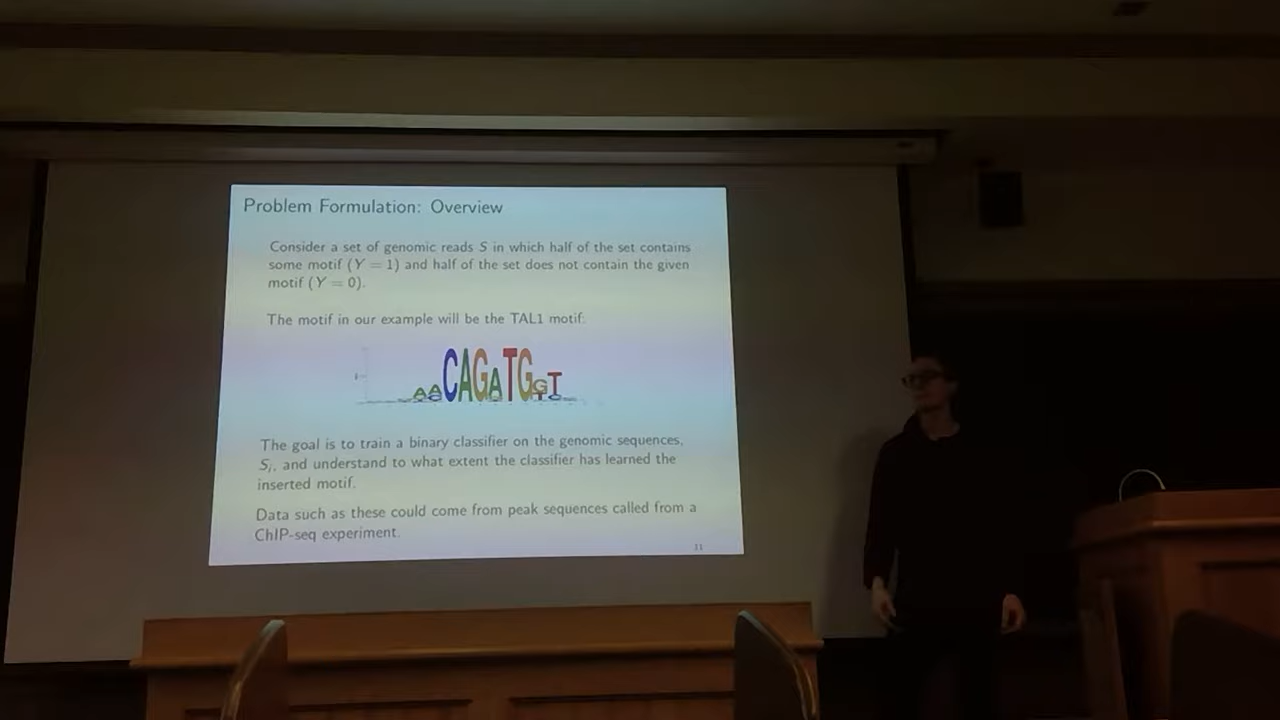 Problem Formulation: Overview
Consider a set of genomic reads S in which half of the set contains
some motif (Y = 1) and half of the set does not contain the given
motif (Y = 0).
The motif in our example will be the TAL1 motif:
AACAGATGGT
The goal is to train a binary classifier on the genomic sequences,
Si, and understand to what extent the classifier has learned the
inserted motif.
Data such as these could come from peak sequences called from a
ChIP-seq experiment.
11